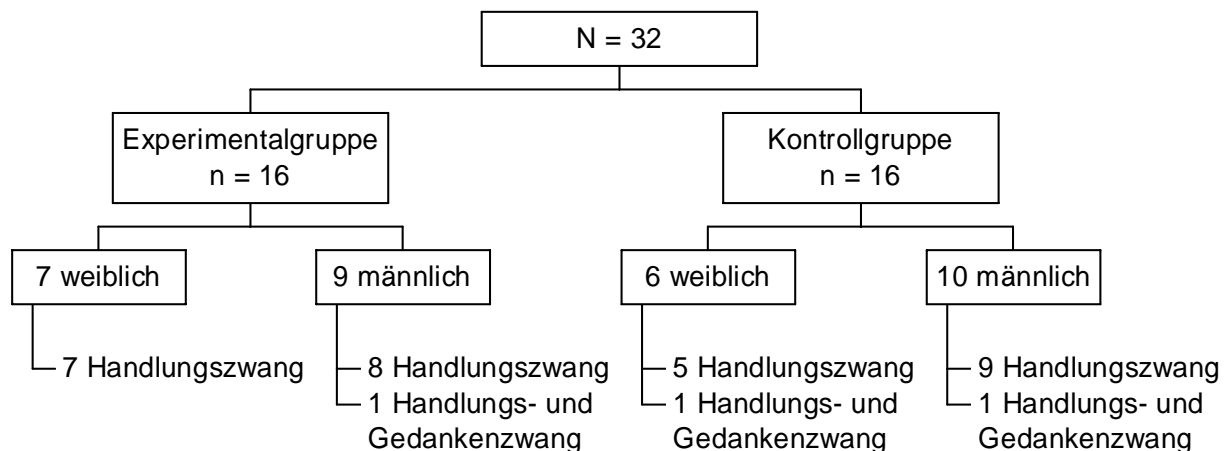 N = 32
Experimentalgruppe
n = 16
Kontrollgruppe
n = 16
7 weiblich
9 männlich
6 weiblich
10 männlich
7 Handlungszwang
8 Handlungszwang
1 Handlungs- und
Gedankenzwang
5 Handlungszwang
1 Handlungs- und
Gedankenzwang
9 Handlungszwang
1 Handlungs- und
Gedankenzwang